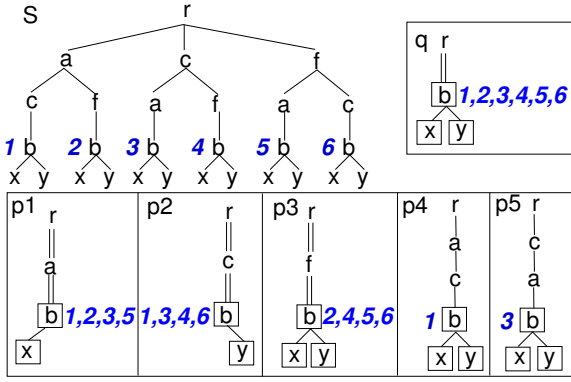 S r
a c f
c f a f a c
1 b 2 b 3 b 4 b 5 b 6 b
x y x y x y x y x y x y
q r
b 1,2,3,4,5,6
x y
p1 r
a
b 1,2,3,5
x
p2 r
c
1,3,4,6 b
y
p3 r
f
b 2,4,5,6
x y
p4 r
a
c
1 b
x y
p5 r
c
a
3 b
x y